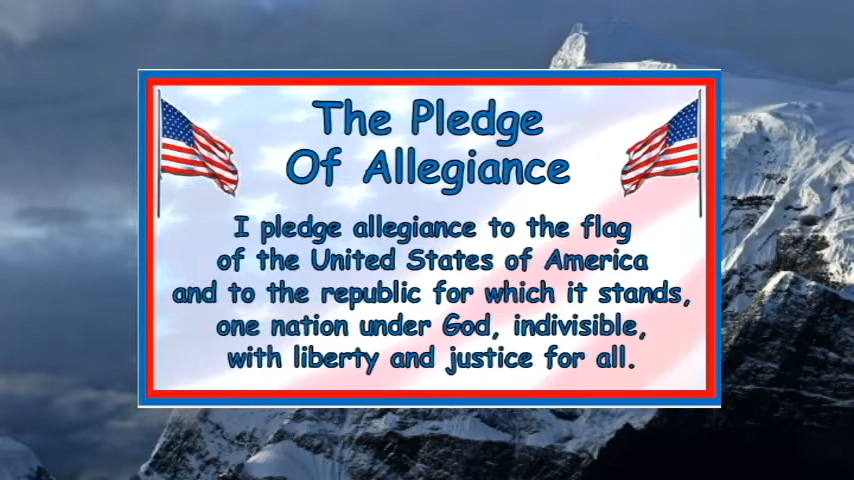 The Pledge
Of Allegiance
I pledge allegiance to the flag
of the United States of America
and to the republic for which it stands,
one nation under God, indivisible,
with liberty and justice for all.